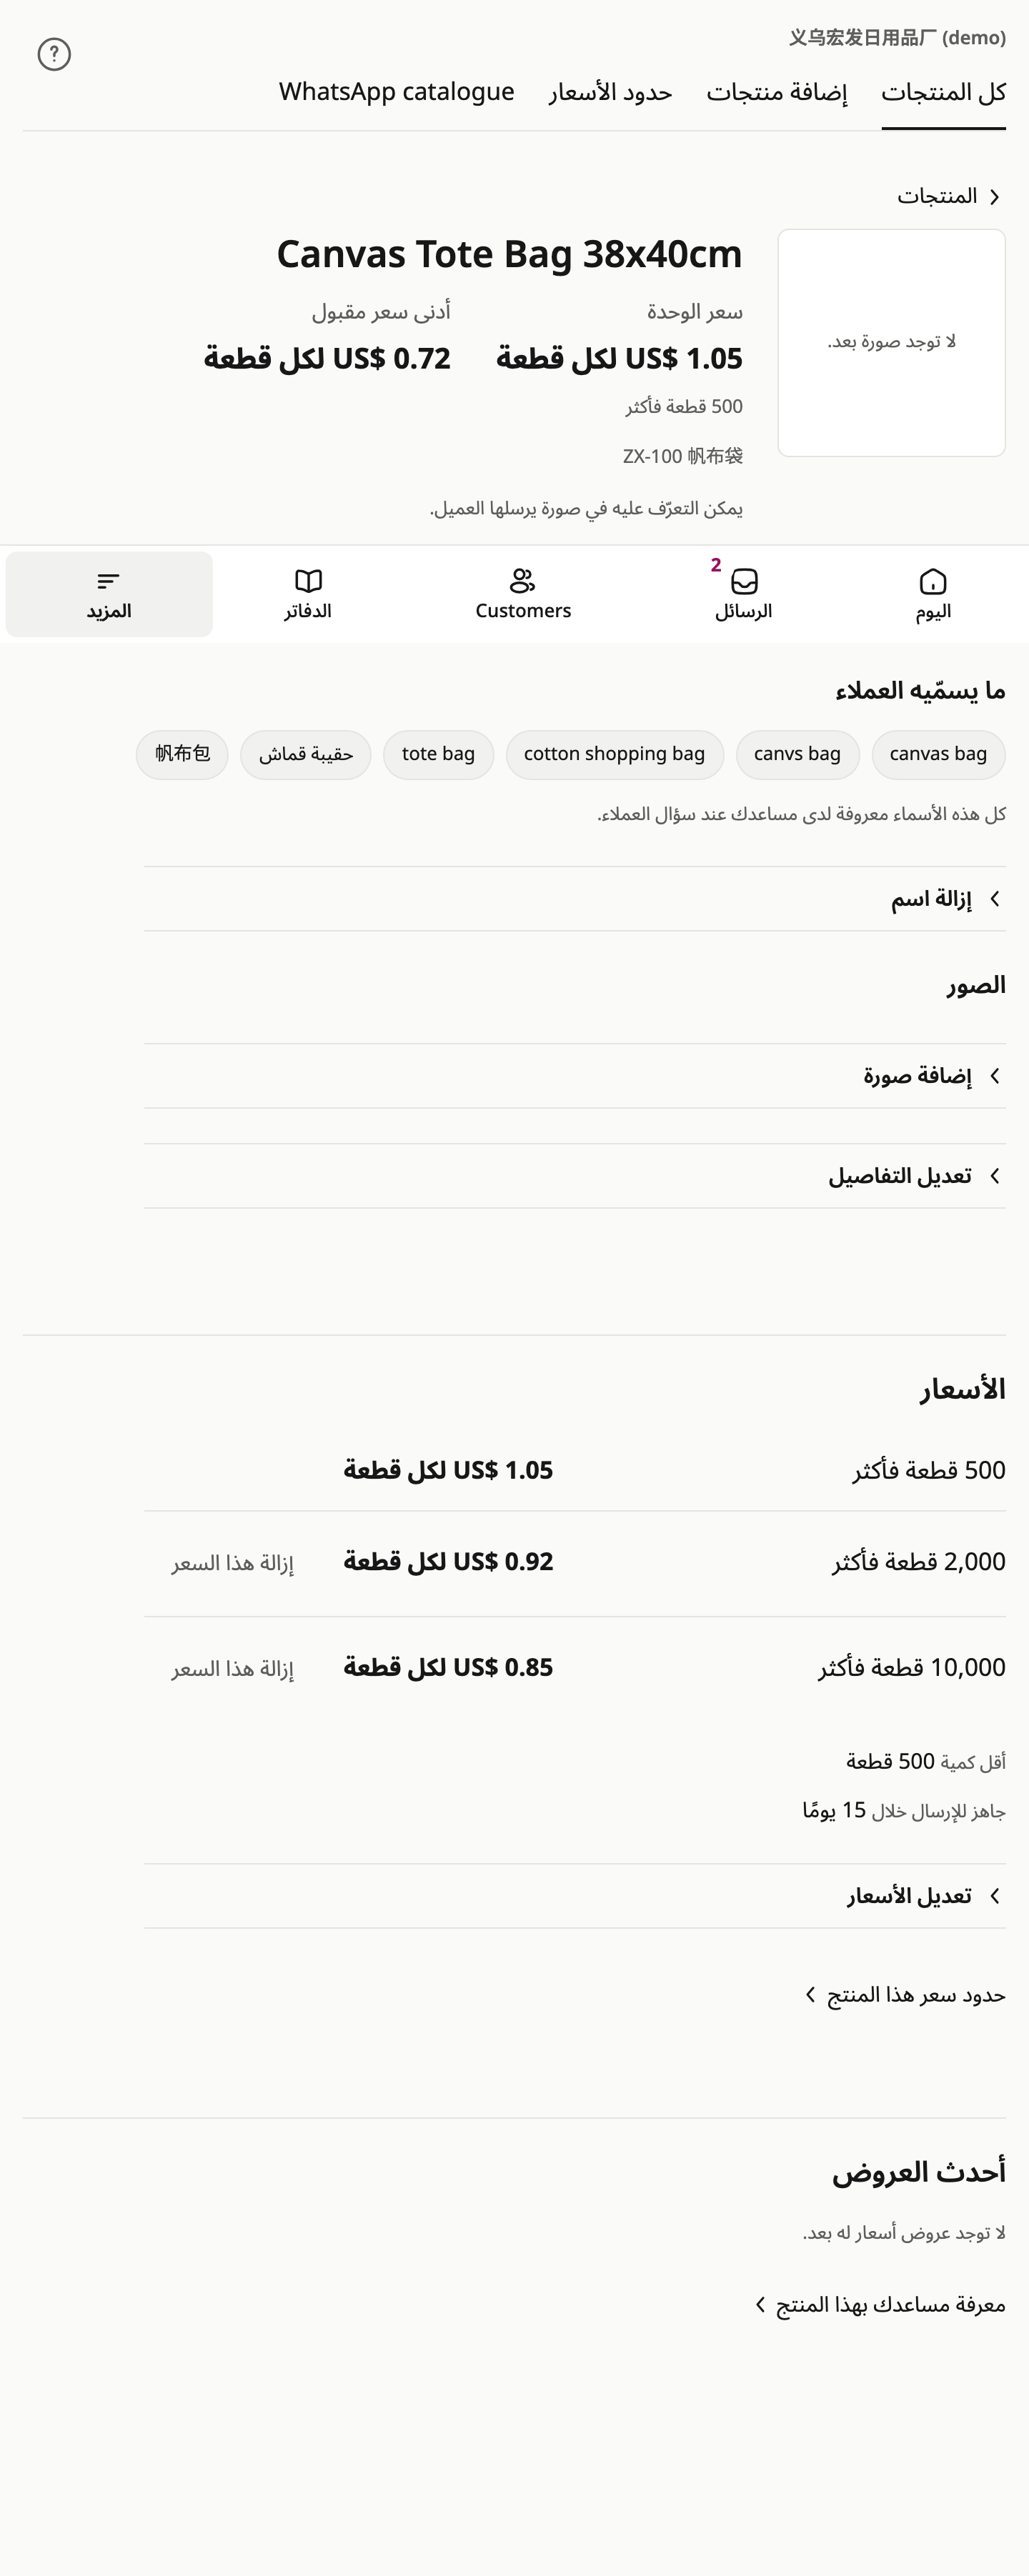 义乌宏发日用品厂 (demo)
كل المنتجات
إضافة منتجات
حدود الأسعار
WhatsApp catalogue
المنتجات
لا توجد صورة بعد.
Canvas Tote Bag 38x40cm
سعر الوحدة
أدنى سعر مقبول
US$ 1.05 لكل قطعة
US$ 0.72 لكل قطعة
500 قطعة فأكثر
ZX-100 帆布袋
يمكن التعرّف عليه في صورة يرسلها العميل.
اليوم
2
الرسائل
Customers
الدفاتر
المزيد
ما يسمّيه العملاء
canvas bag
canvs bag
cotton shopping bag
tote bag
حقيبة قماش
帆布包
كل هذه الأسماء معروفة لدى مساعدك عند سؤال العملاء.
إزالة اسم
الصور
إضافة صورة
تعديل التفاصيل
الأسعار
500 قطعة فأكثر
US$ 1.05 لكل قطعة
2,000 قطعة فأكثر
US$ 0.92 لكل قطعة
إزالة هذا السعر
10,000 قطعة فأكثر
US$ 0.85 لكل قطعة
إزالة هذا السعر
أقل كمية 500 قطعة
جاهز للإرسال خلال 15 يومًا
تعديل الأسعار
حدود سعر هذا المنتج
أحدث العروض
لا توجد عروض أسعار له بعد.
معرفة مساعدك بهذا المنتج